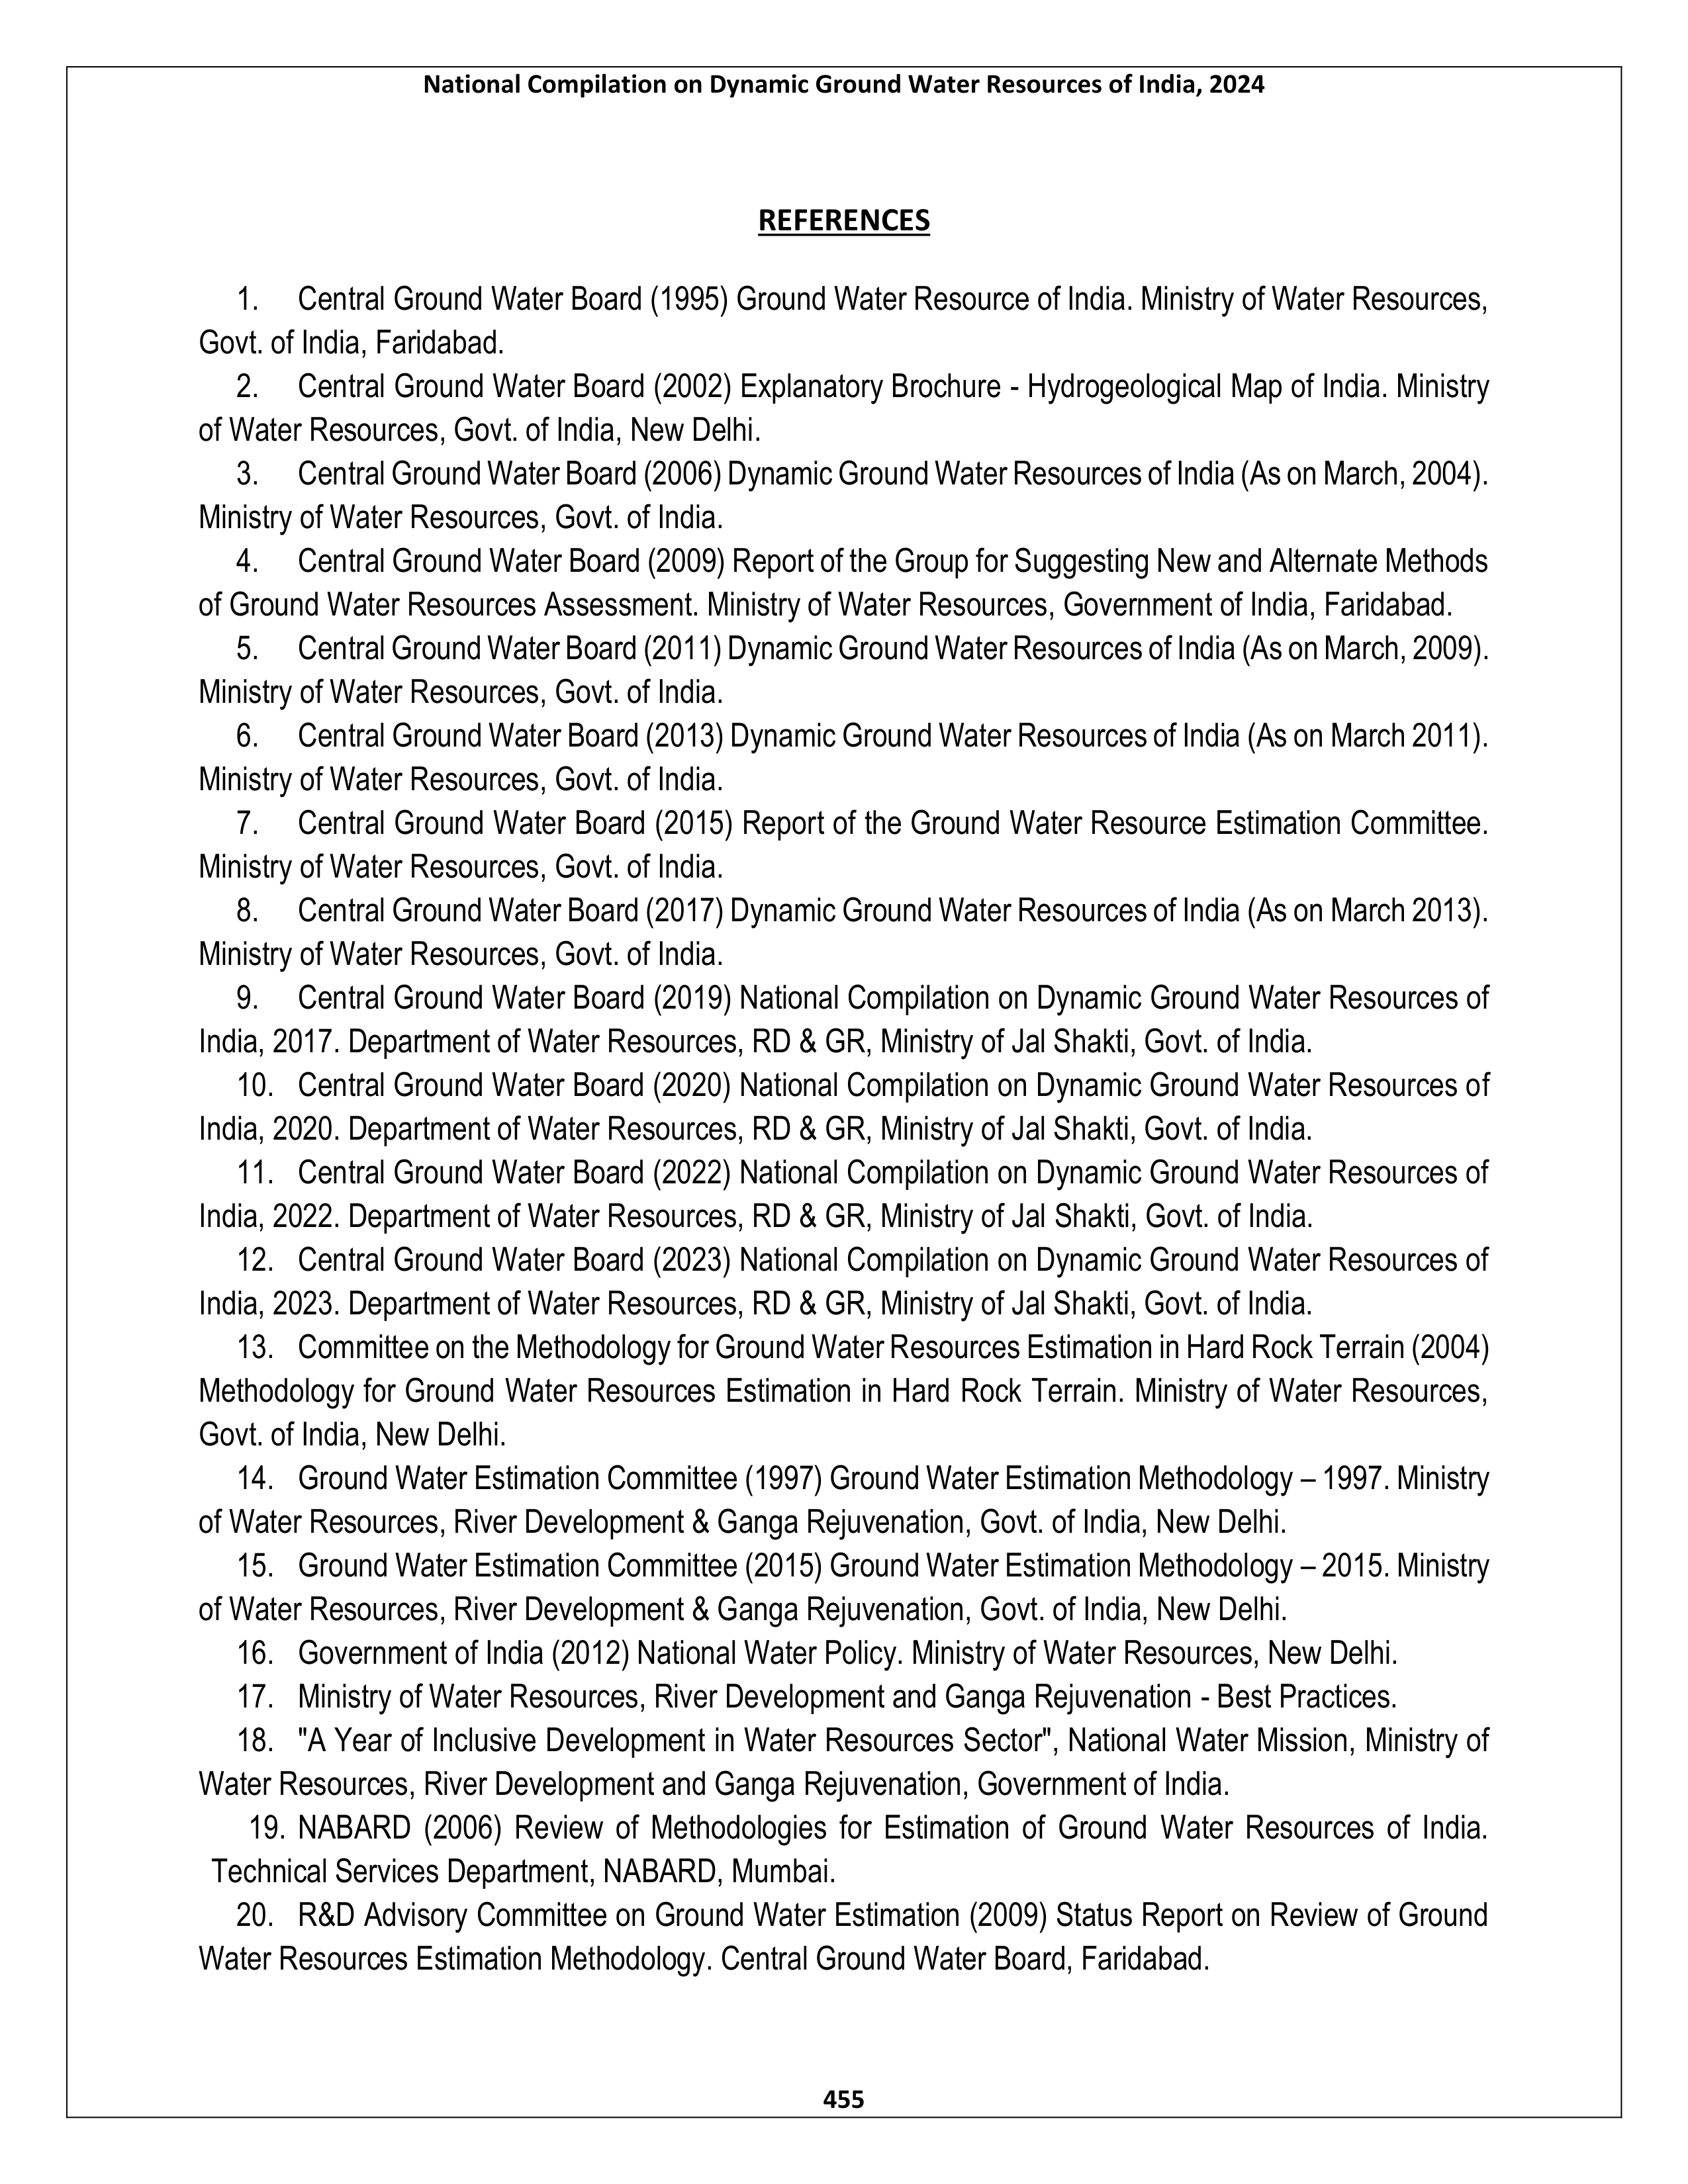 National Compilation on Dynamic Ground Water Resources of India, 2024
REFERENCES
1. Central Ground Water Board (1995) Ground Water Resource of India. Ministry of Water Resources,
Govt. of India, Faridabad.
2. Central Ground Water Board (2002) Explanatory Brochure - Hydrogeological Map of India. Ministry
of Water Resources, Govt. of India, New Delhi.
3. Central Ground Water Board (2006) Dynamic Ground Water Resources of India (As on March, 2004).
Ministry of Water Resources, Govt. of India.
4. Central Ground Water Board (2009) Report of the Group for Suggesting New and Alternate Methods
of Ground Water Resources Assessment. Ministry of Water Resources, Government of India, Faridabad.
5. Central Ground Water Board (2011) Dynamic Ground Water Resources of India (As on March, 2009).
Ministry of Water Resources, Govt. of India.
6. Central Ground Water Board (2013) Dynamic Ground Water Resources of India (As on March 2011).
Ministry of Water Resources, Govt. of India.
7. Central Ground Water Board (2015) Report of the Ground Water Resource Estimation Committee.
Ministry of Water Resources, Govt. of India.
8. Central Ground Water Board (2017) Dynamic Ground Water Resources of India (As on March 2013).
Ministry of Water Resources, Govt. of India.
9. Central Ground Water Board (2019) National Compilation on Dynamic Ground Water Resources of
India, 2017. Department of Water Resources, RD & GR, Ministry of Jal Shakti, Govt. of India.
10. Central Ground Water Board (2020) National Compilation on Dynamic Ground Water Resources of
India, 2020. Department of Water Resources, RD & GR, Ministry of Jal Shakti, Govt. of India.
11. Central Ground Water Board (2022) National Compilation on Dynamic Ground Water Resources of
India, 2022. Department of Water Resources, RD & GR, Ministry of Jal Shakti, Govt. of India.
12. Central Ground Water Board (2023) National Compilation on Dynamic Ground Water Resources of
India, 2023. Department of Water Resources, RD & GR, Ministry of Jal Shakti, Govt. of India.
13. Committee on the Methodology for Ground Water Resources Estimation in Hard Rock Terrain (2004)
Methodology for Ground Water Resources Estimation in Hard Rock Terrain. Ministry of Water Resources,
Govt. of India, New Delhi.
14. Ground Water Estimation Committee (1997) Ground Water Estimation Methodology – 1997. Ministry
of Water Resources, River Development & Ganga Rejuvenation, Govt. of India, New Delhi.
15. Ground Water Estimation Committee (2015) Ground Water Estimation Methodology – 2015. Ministry
of Water Resources, River Development & Ganga Rejuvenation, Govt. of India, New Delhi.
16. Government of India (2012) National Water Policy. Ministry of Water Resources, New Delhi.
17. Ministry of Water Resources, River Development and Ganga Rejuvenation - Best Practices.
18. "A Year of Inclusive Development in Water Resources Sector", National Water Mission, Ministry of
Water Resources, River Development and Ganga Rejuvenation, Government of India.
19. NABARD (2006) Review of Methodologies for Estimation of Ground Water Resources of India.
Technical Services Department, NABARD, Mumbai.
20. R&D Advisory Committee on Ground Water Estimation (2009) Status Report on Review of Ground
Water Resources Estimation Methodology. Central Ground Water Board, Faridabad.
455